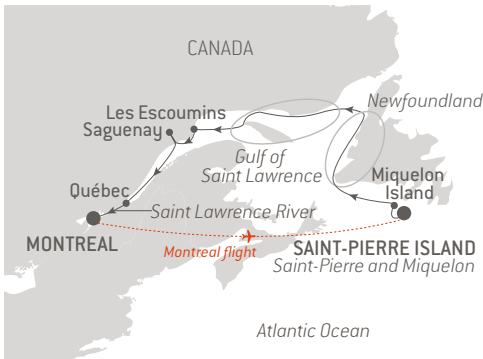 CANADA
Newfoundland
Les Escoumins
Saguenay
Gulf of
Saint Lawrence
Miquelon
Island
Québec
Saint Lawrence River
MONTREAL
Montreal flight
SAINT-PIERRE ISLAND
Saint-Pierre and Miquelon
Atlantic Ocean